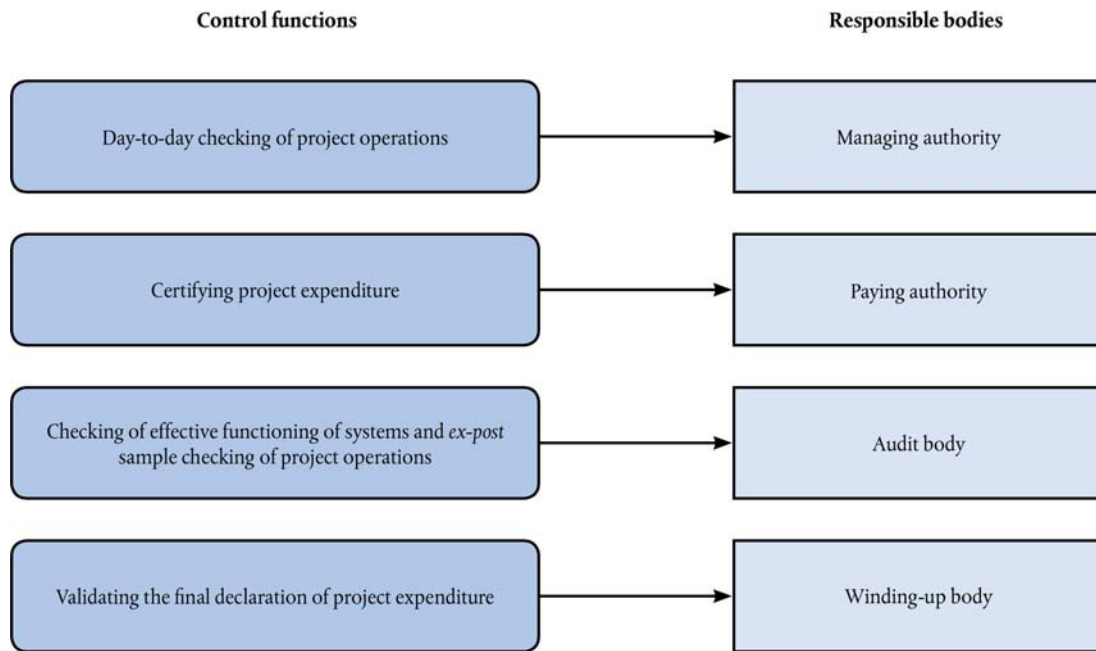 Control functions
Responsible bodies
Day-to-day checking of project operations
Managing authority
Certifying project expenditure
Paying authority
Checking of effective functioning of systems and ex-post
sample checking of project operations
Audit body
Validating the final declaration of project expenditure
Winding-up body